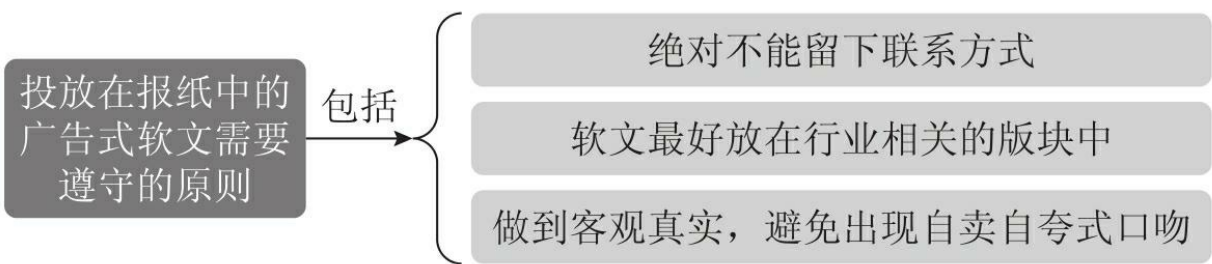 投放在报纸中的
广告式软文需要
遵守的原则
包括
绝对不能留下联系方式
软文最好放在行业相关的版块中
做到客观真实，避免出现自卖自夸式口吻